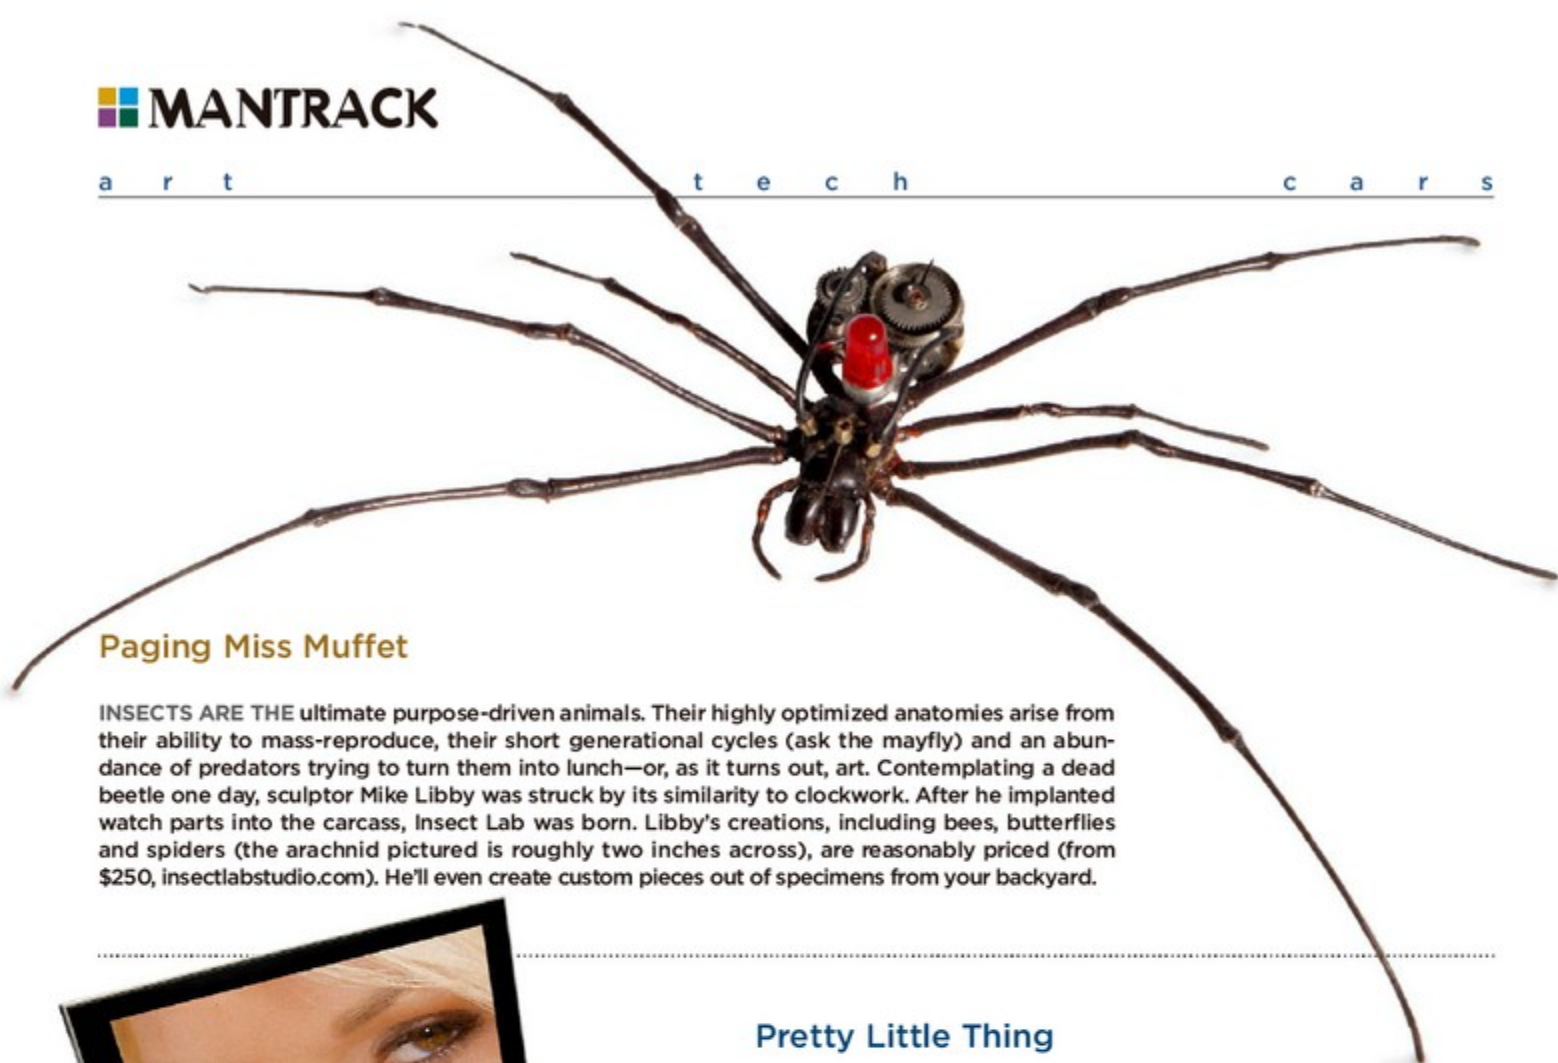 MANTRACK
art tech cars
Paging Miss Muffet
INSECTS ARE THE ultimate purpose-driven animals. Their highly optimized anatomies arise from
their ability to mass-reproduce, their short generational cycles (ask the mayfly) and an abun-
dance of predators trying to turn them into lunch—or, as it turns out, art. Contemplating a dead
beetle one day, sculptor Mike Libby was struck by its similarity to clockwork. After he implanted
watch parts into the carcass, Insect Lab was born. Libby's creations, including bees, butterflies
and spiders (the arachnid pictured is roughly two inches across), are reasonably priced (from
$250, insectlabstudio.com). He'll even create custom pieces out of specimens from your backyard.
Pretty Little Thing